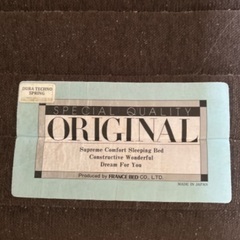 DURA TECHNO
SPRING
SPECIAL QUALITY
ORIGINAL
Supreme Comfort Sleeping Bed
Constructive Wonderful
Dream For You
Produced by FRANCE BED CO., LTD.
MADE IN JAPAN